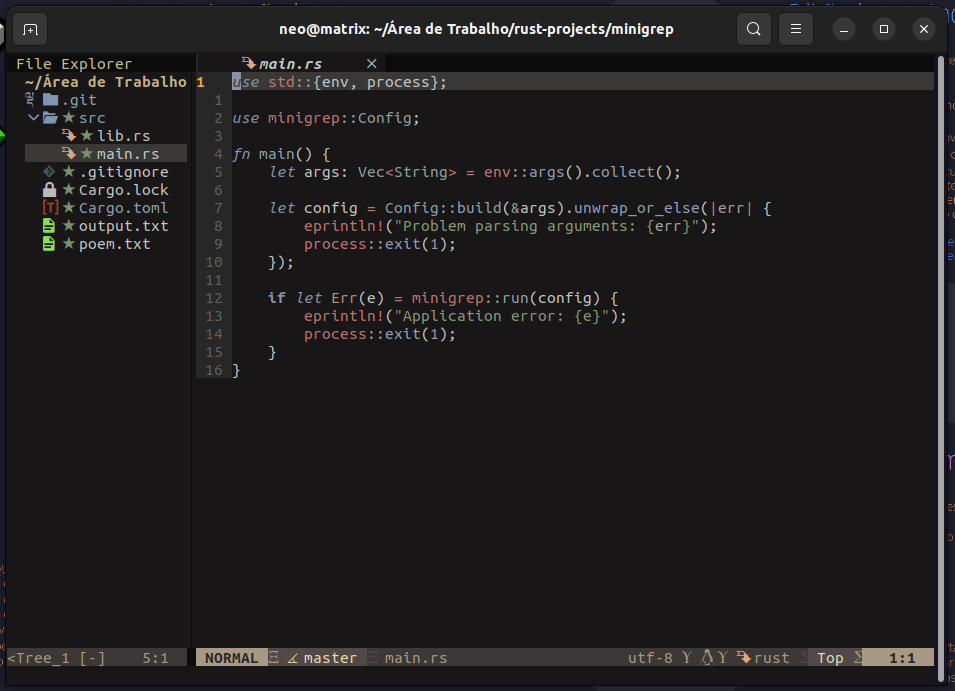 neo@matrix: ~/Área de Trabalho/rust-projects/minigrep
File Explorer
~/Área de Trabalho
.git
src
lib.rs
main.rs
.gitignore
Cargo.lock
[T] Cargo.toml
output.txt
poem.txt
main.rs
1 use std::{env, process};
1
2 use minigrep::Config;
3
4 fn main() {
5     let args: Vec<String> = env::args().collect();
6
7     let config = Config::build(&args).unwrap_or_else(|err| {
8         eprintln!("Problem parsing arguments: {err}");
9         process::exit(1);
10     });
11
12     if let Err(e) = minigrep::run(config) {
13         eprintln!("Application error: {e}");
14         process::exit(1);
15     }
16 }
<Tree_1 [-] 5:1 NORMAL master main.rs utf-8 rust Top 1:1